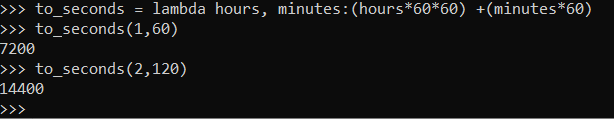 >>> to_seconds = lambda hours, minutes:(hours*60*60) +(minutes*60)
>>> to_seconds(1,60)
7200
>>> to_seconds(2,120)
14400
>>>